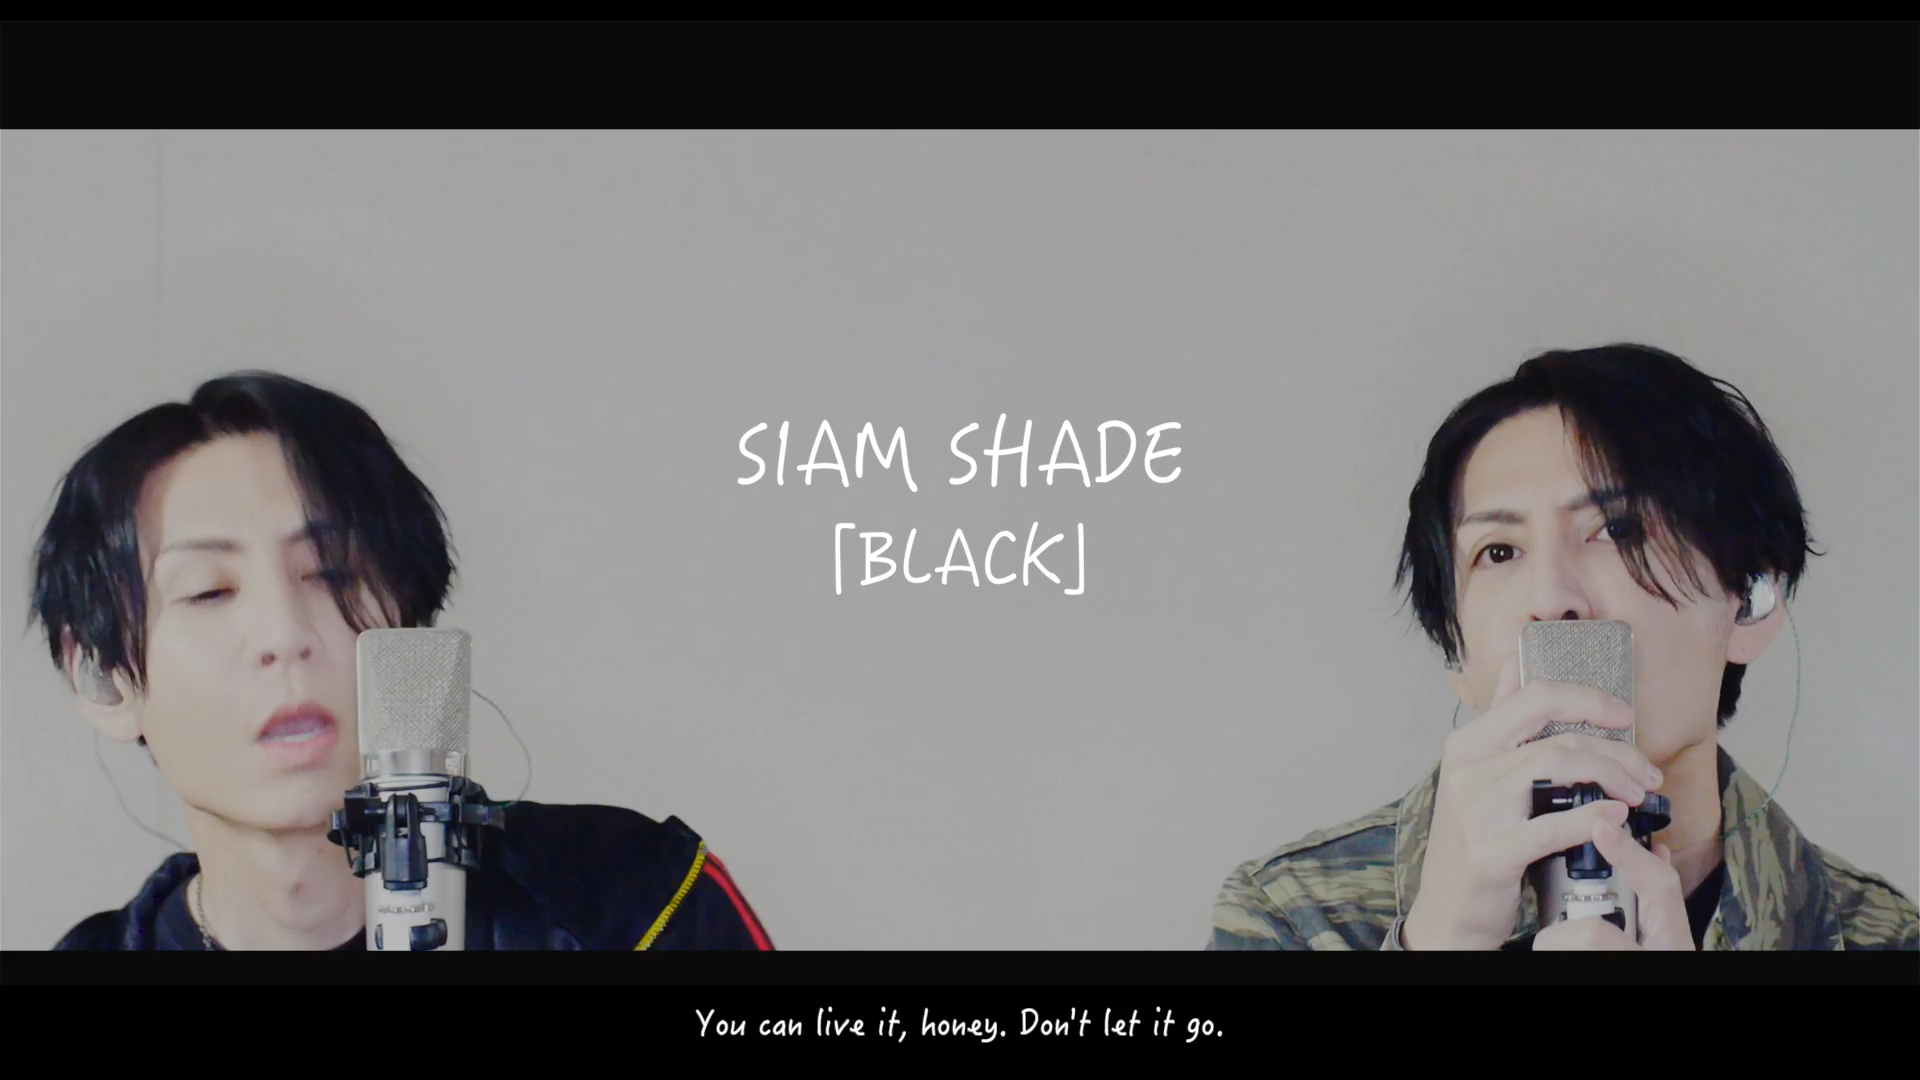 SIAM SHADE
「BLACK」
You can live it, honey. Don't let it go.